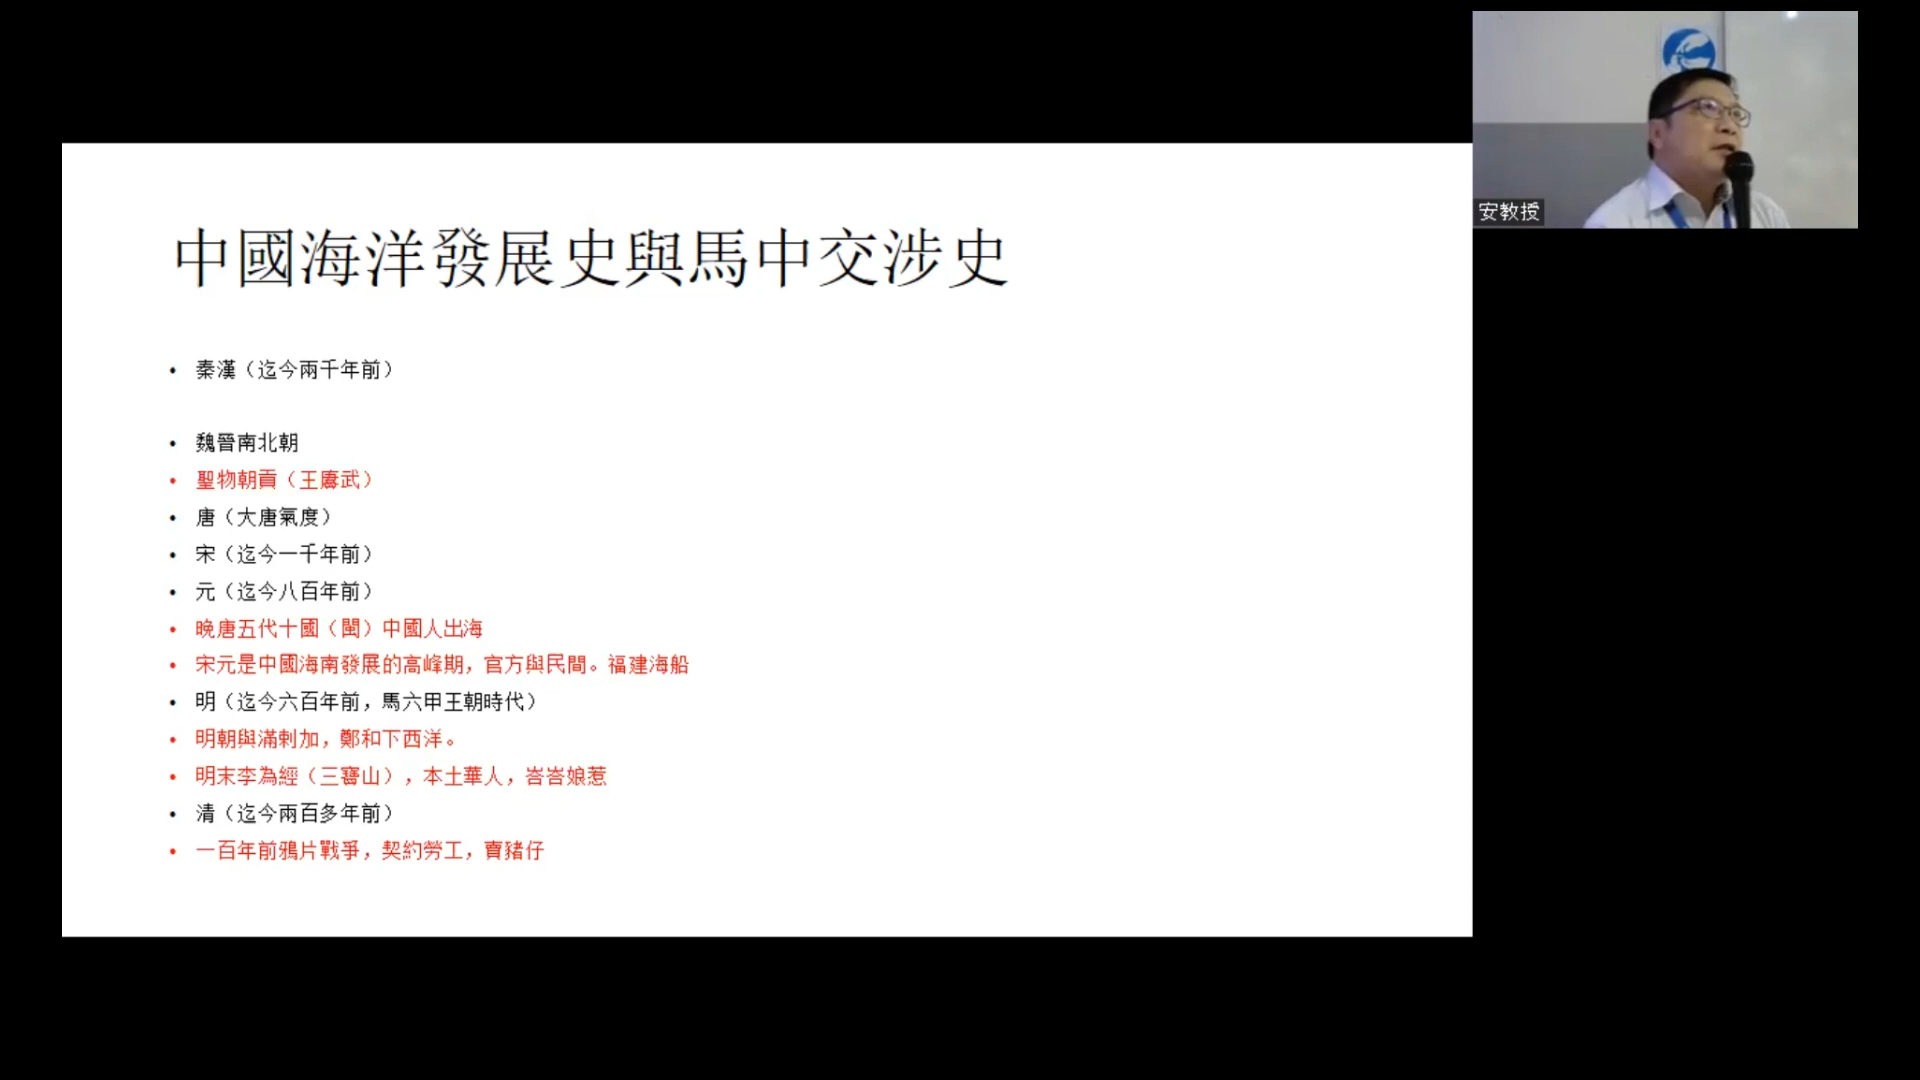 中國海洋發展史與馬中交涉史
• 秦漢（迄今兩千年前）
• 魏晉南北朝
• 聖物朝貢（王賡武）
• 唐（大唐氣度）
• 宋（迄今一千年前）
• 元（迄今八百年前）
• 晚唐五代十國（閩）中國人出海
• 宋元是中國海南發展的高峰期，官方與民間。福建海船
• 明（迄今六百年前，馬六甲王朝時代）
• 明朝與滿剌加，鄭和下西洋。
• 明末李為經（三寶山），本土華人，峇峇娘惹
• 清（迄今兩百多年前）
• 一百年前鴉片戰爭，契約勞工，賣豬仔
安教授